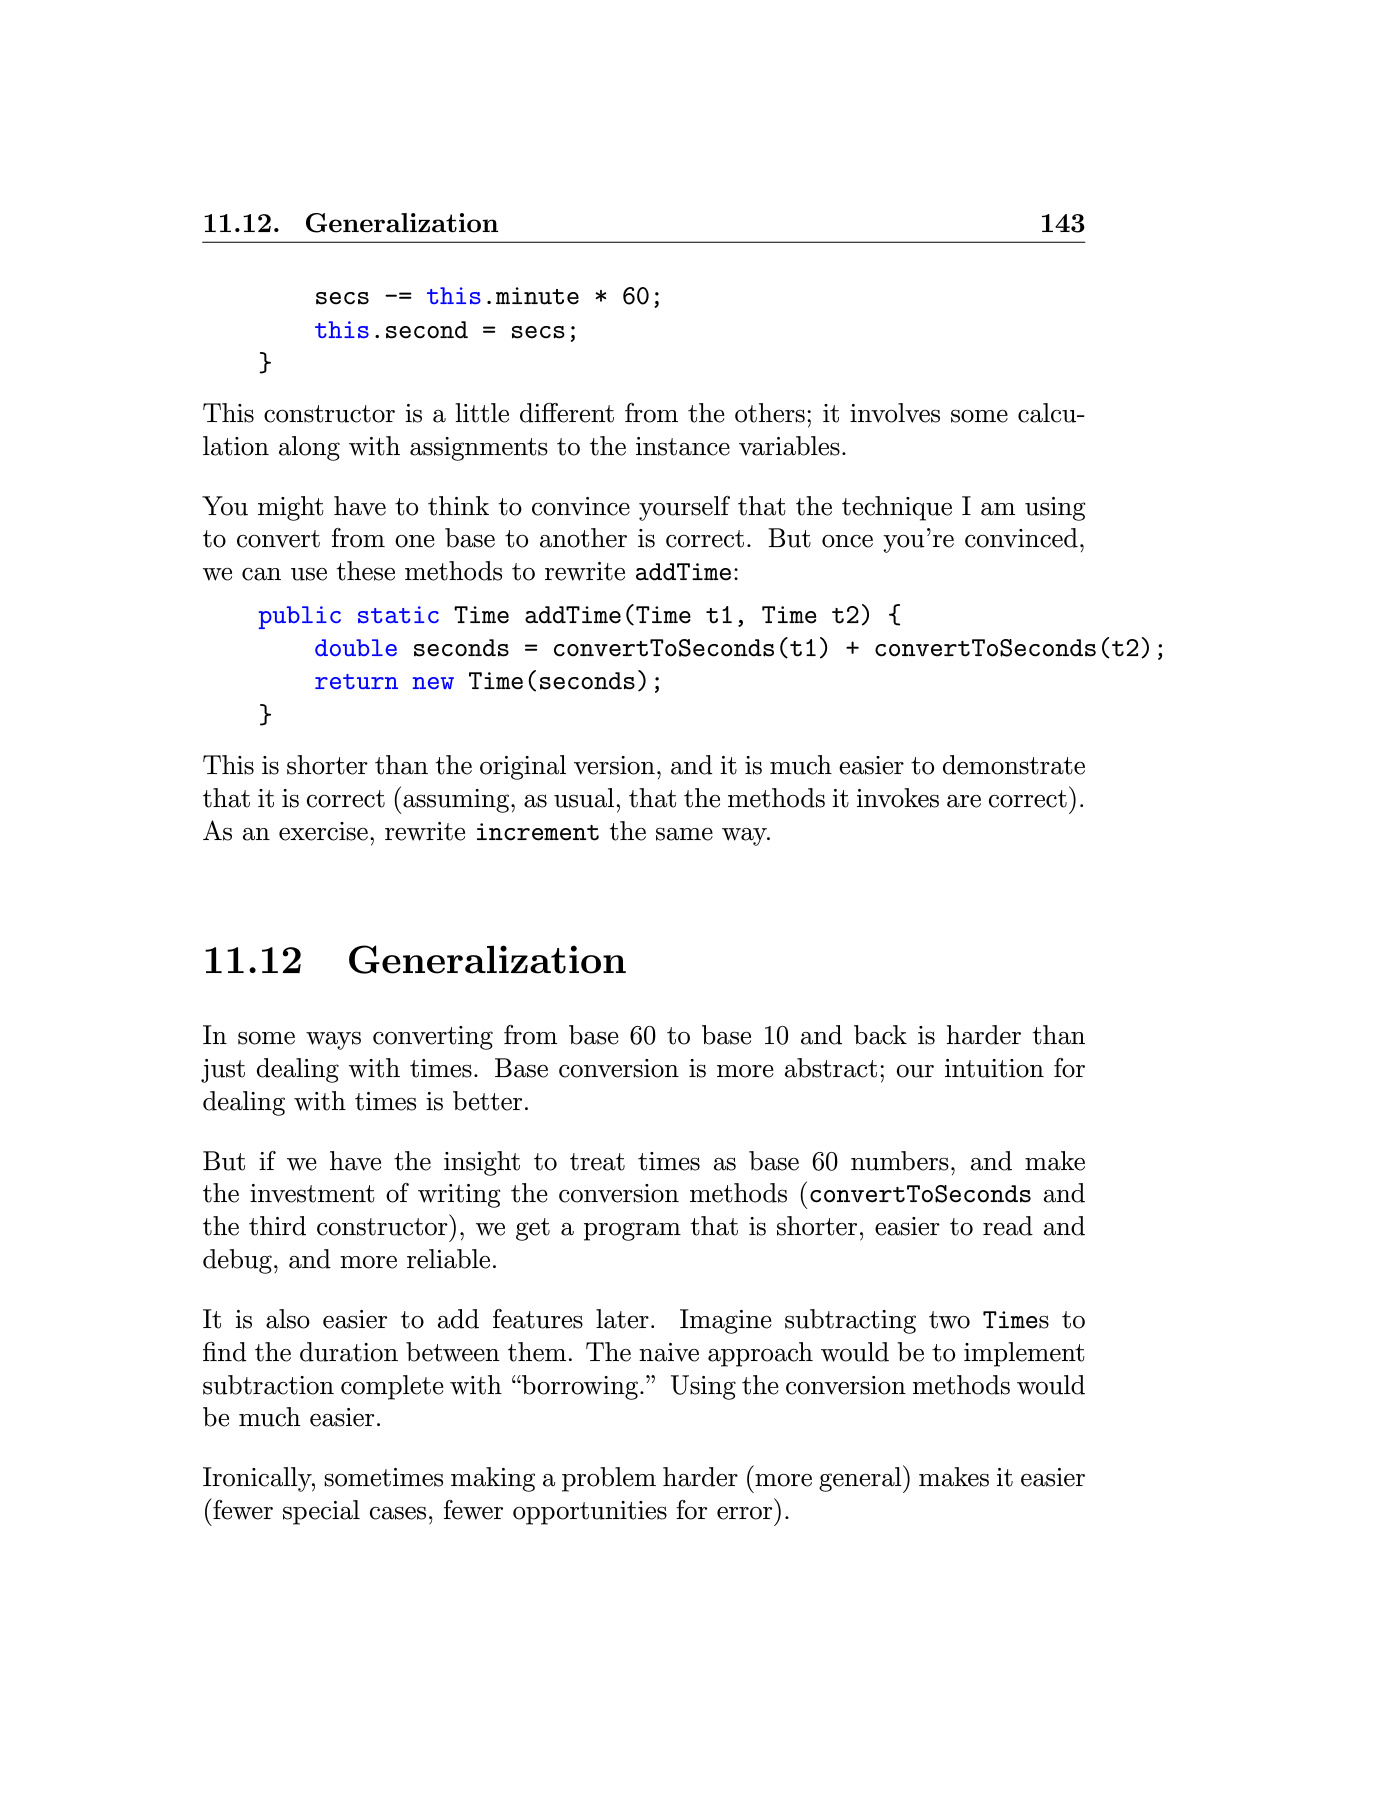 11.12. Generalization 143
secs -= this.minute * 60;
this.second = secs;
}
This constructor is a little different from the others; it involves some calcu-
lation along with assignments to the instance variables.
You might have to think to convince yourself that the technique I am using
to convert from one base to another is correct. But once you're convinced,
we can use these methods to rewrite addTime:
public static Time addTime(Time t1, Time t2) {
double seconds = convertToSeconds(t1) + convertToSeconds(t2);
return new Time(seconds);
}
This is shorter than the original version, and it is much easier to demonstrate
that it is correct (assuming, as usual, that the methods it invokes are correct).
As an exercise, rewrite increment the same way.
11.12 Generalization
In some ways converting from base 60 to base 10 and back is harder than
just dealing with times. Base conversion is more abstract; our intuition for
dealing with times is better.
But if we have the insight to treat times as base 60 numbers, and make
the investment of writing the conversion methods (convertToSeconds and
the third constructor), we get a program that is shorter, easier to read and
debug, and more reliable.
It is also easier to add features later. Imagine subtracting two Times to
find the duration between them. The naive approach would be to implement
subtraction complete with “borrowing.” Using the conversion methods would
be much easier.
Ironically, sometimes making a problem harder (more general) makes it easier
(fewer special cases, fewer opportunities for error).